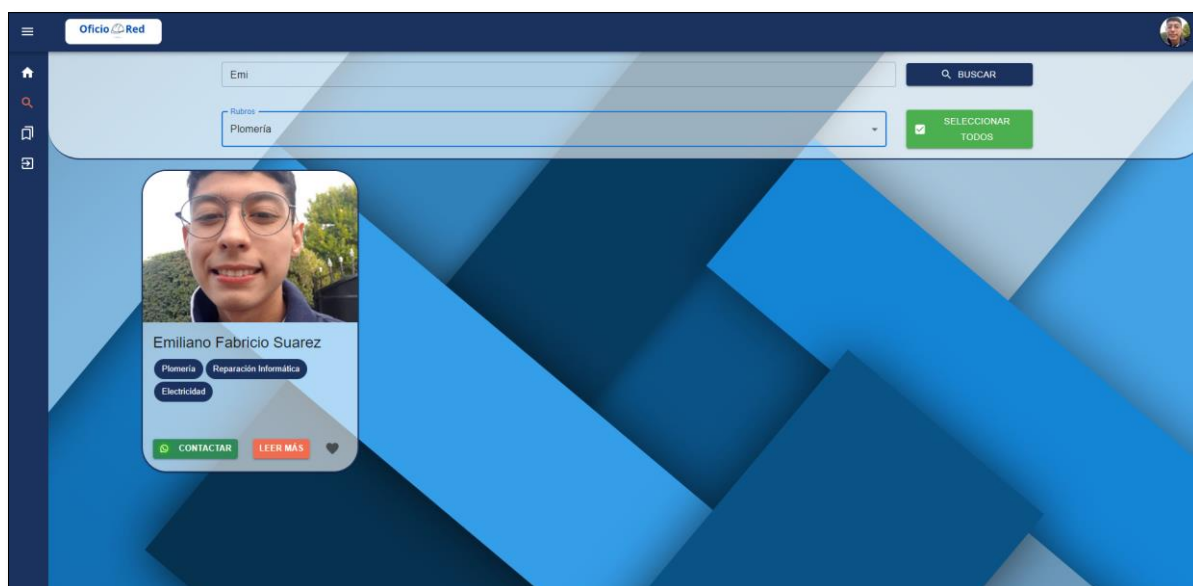 Oficio Red
Emi
BUSCAR
Rubros
Plomería
SELECCIONAR
TODOS
Emiliano Fabricio Suarez
Plomería Reparación Informática
Electricidad
CONTACTAR LEER MÁS